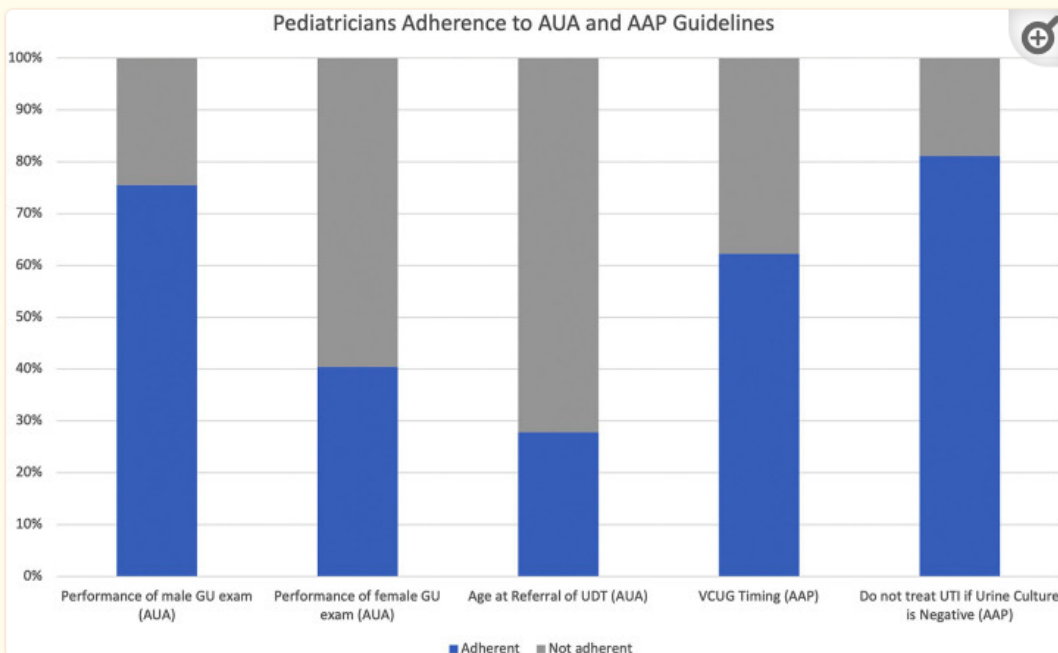 Pediatricians Adherence to AUA and AAP Guidelines
100%
90%
80%
70%
60%
50%
40%
30%
20%
10%
0%
Performance of male GU exam
(AUA)
Performance of female GU
exam (AUA)
Age at Referral of UDT (AUA)
VCUG Timing (AAP)
Do not treat UTI if Urine Culture
is Negative (AAP)
Adherent
Not adherent